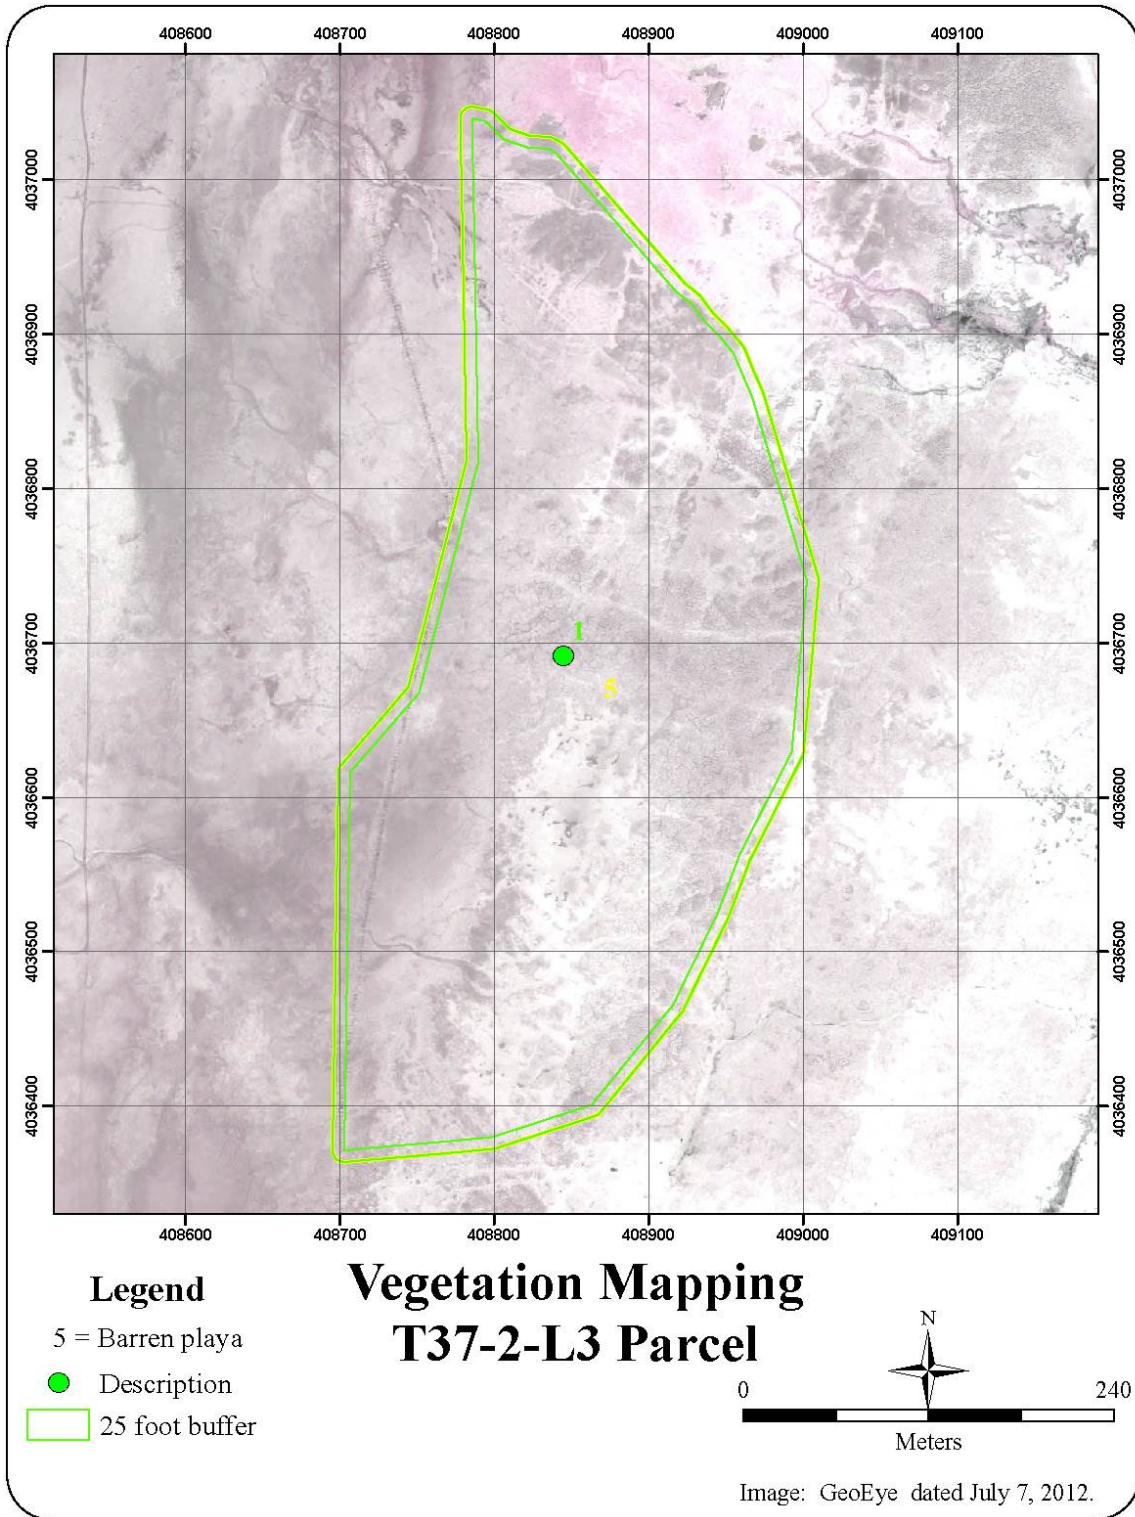 408600 408700 408800 408900 409000 409100
4037000 4037000
4036900 4036900
4036800 4036800
1
4036700 4036700
5
4036600 4036600
4036500 4036500
4036400 4036400
408600 408700 408800 408900 409000 409100
Legend
5 = Barren playa
Description
25 foot buffer
Vegetation Mapping
T37-2-L3 Parcel
N
0 240
Meters
Image: GeoEye dated July 7, 2012.